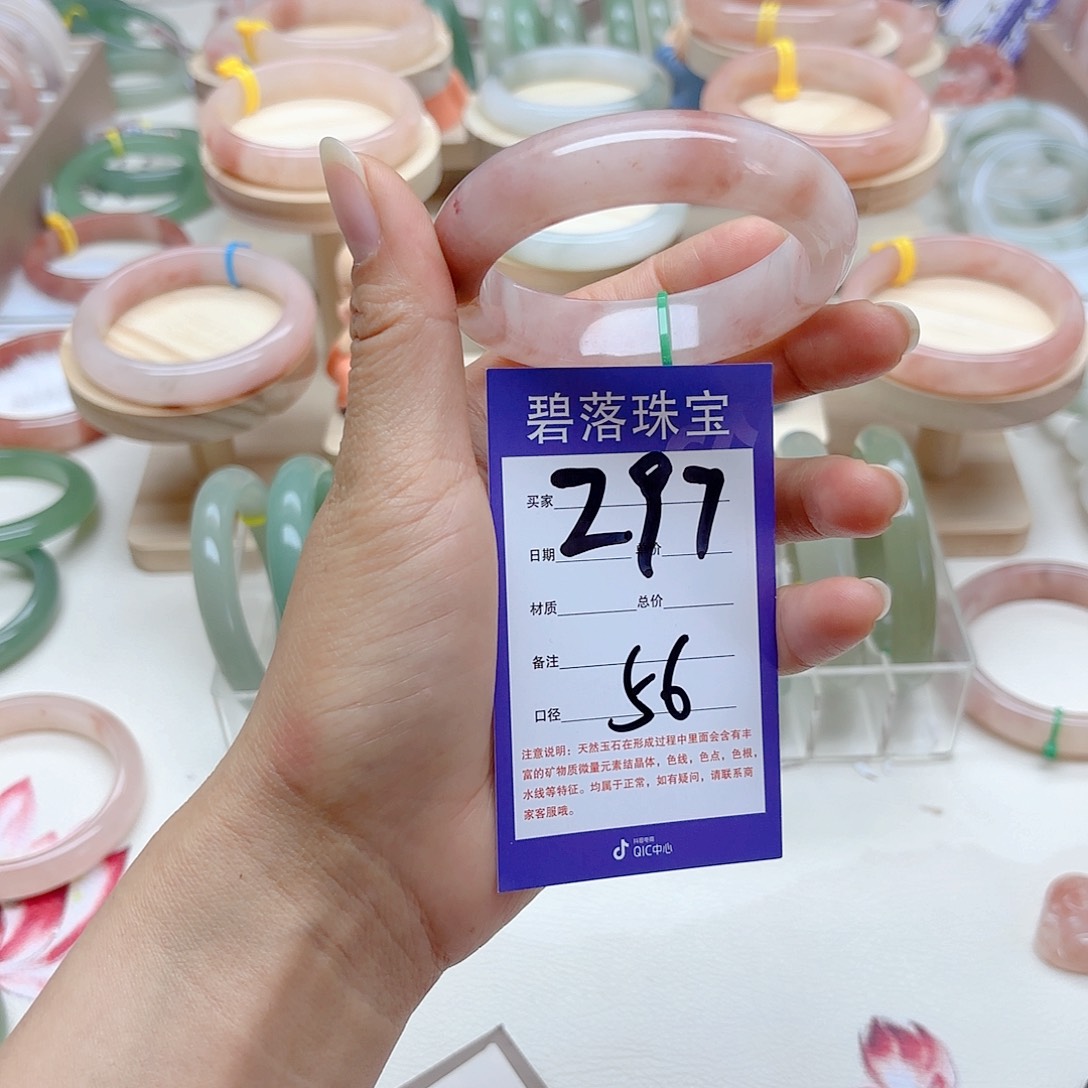 碧落珠宝
买家
297
日期 单价
材质 总价
备注
56
口径
注意说明：天然玉石在形成过程中里面会含有丰
富的矿物质微量元素结晶体，色线，色点，色根，
水线等特征。均属于正常，如有疑问，请联系商
家客服哦。
抖音电商
QIC中心